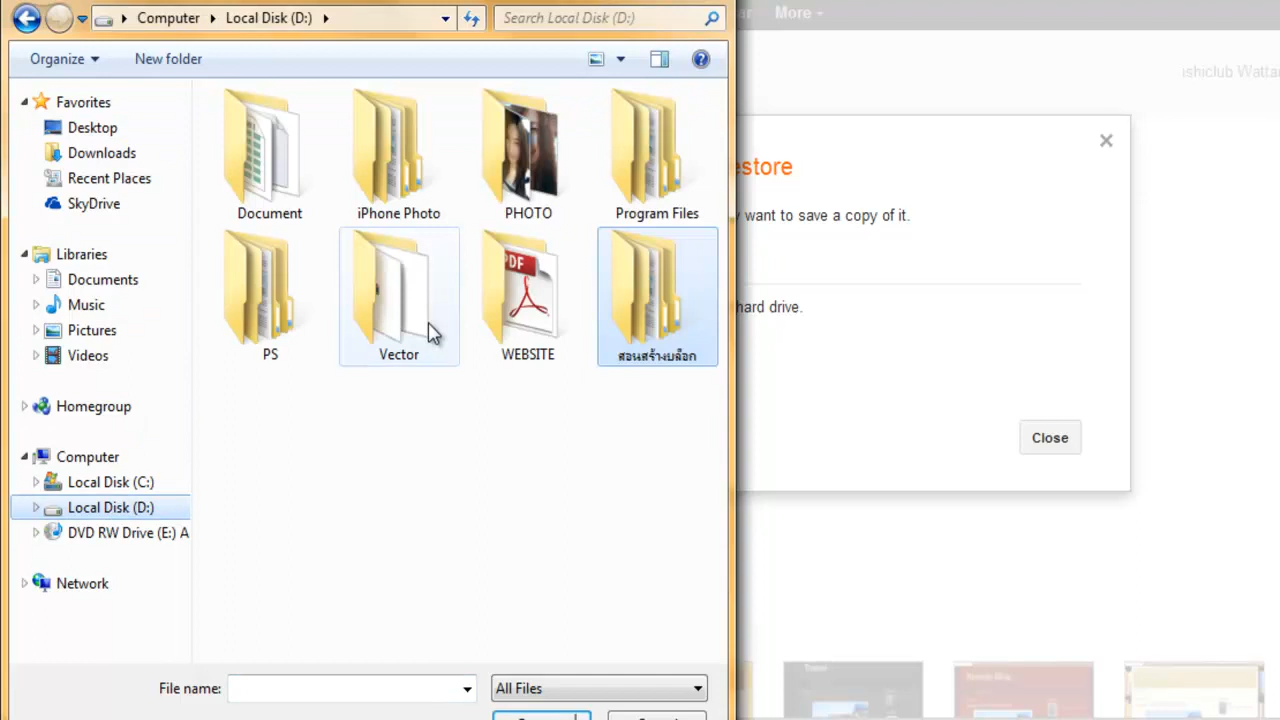 Computer
Local Disk (D:)
Search Local Disk (D:)
More
Organize
New folder
ishiclub Wattan
Favorites
Desktop
Downloads
Recent Places
SkyDrive
Libraries
Documents
Music
Pictures
Videos
Homegroup
Computer
Local Disk (C:)
Local Disk (D:)
DVD RW Drive (E:) A
Network
Document
iPhone Photo
PHOTO
Program Files
PDF
PS
Vector
WEBSITE
สอนสร้างบล็อก
estore
want to save a copy of it.
hard drive.
Close
File name:
All Files